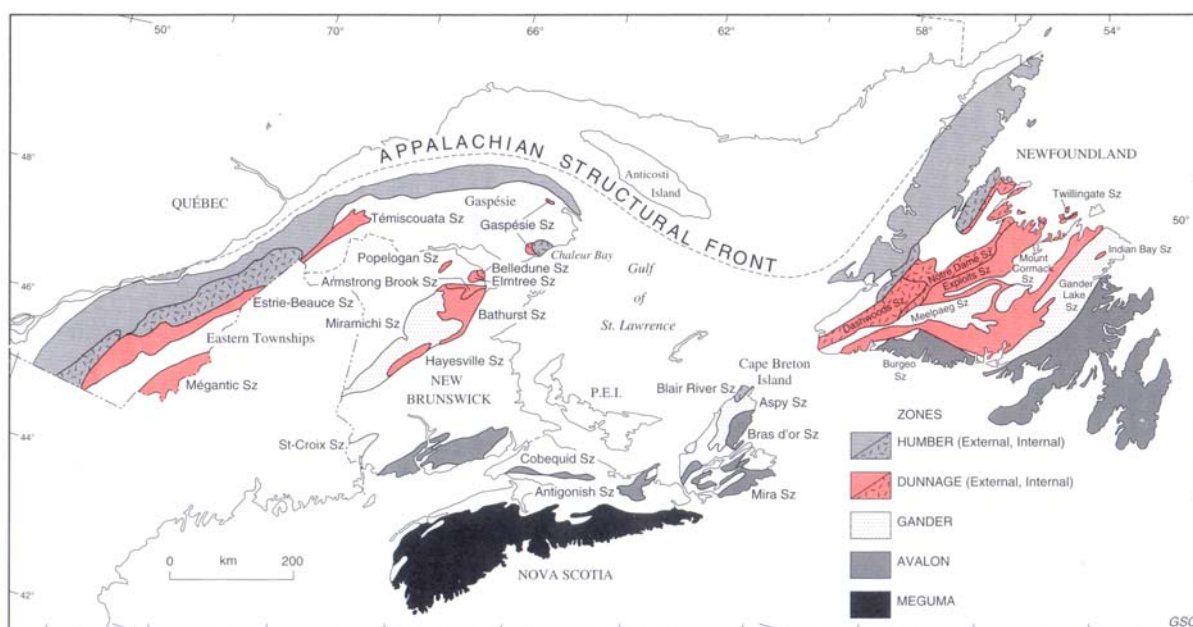 50°
70°
66°
62°
58°
54°
48°
46°
44°
42°
50°
APPALACHIAN STRUCTURAL FRONT
QUÉBEC
Anticosti
Island
NEWFOUNDLAND
Gaspésie
Témiscouata Sz
Gaspésie Sz
Chaleur Bay
Popelogan Sz
Belledune Sz
Armstrong Brook Sz
Elmtree Sz
Estrie-Beauce Sz
Bathurst Sz
Miramichi Sz
Eastern Townships
Hayesville Sz
Mégantic Sz
NEW
BRUNSWICK
Gulf
of
St. Lawrence
P.E.I.
Cape Breton
Island
Blair River Sz
Aspy Sz
Bras d'or Sz
St-Croix Sz
Cobequid Sz
Antigonish Sz
Mira Sz
NOVA SCOTIA
Twillingate Sz
Indian Bay Sz
Notre Dame Sz
Exploits Sz
Mount
Cormack
Sz
Gander
Lake
Sz
Dashwoods Sz
Meelpaeg Sz
Burgeo
Sz
0 km 200
ZONES
HUMBER (External, Internal)
DUNNAGE (External, Internal)
GANDER
AVALON
MEGUMA
GSC